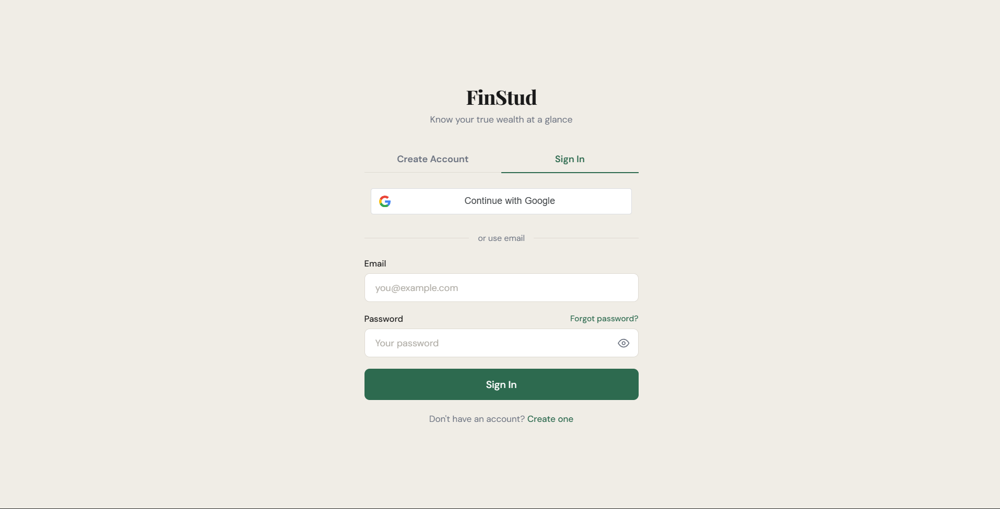 FinStud
Know your true wealth at a glance
Create Account
Sign In
Continue with Google
or use email
Email
you@example.com
Password
Forgot password?
Your password
Sign In
Don't have an account? Create one